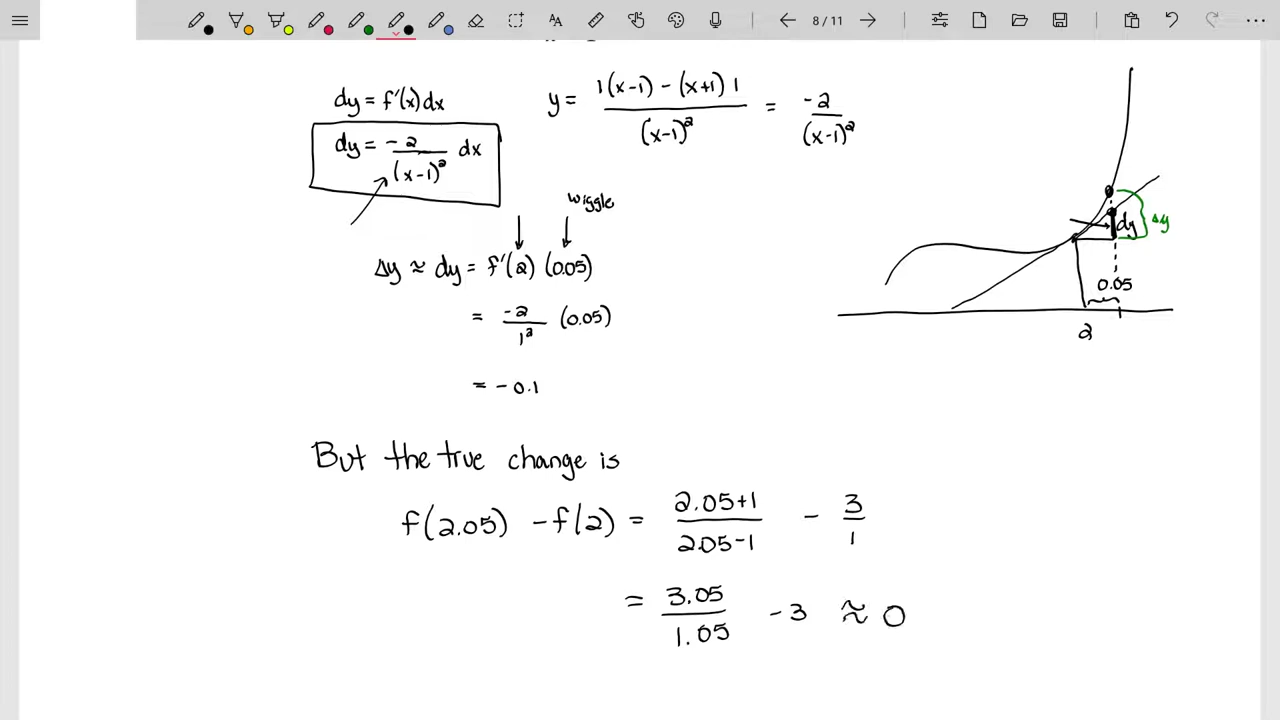 8 / 11
dy = f'(x) dx
dy = -2/(x-1)² dx
y = (1(x-1) - (x+1) 1)/(x-1)² = -2/(x-1)²
wiggle
Δy ≈ dy = f'(2) (0.05)
= -2/1² (0.05)
= -0.1
dy
Δy
0.05
2
But the true change is
f(2.05) - f(2) = (2.05+1)/(2.05-1) - 3/1
= 3.05/1.05 - 3 ≈ 0